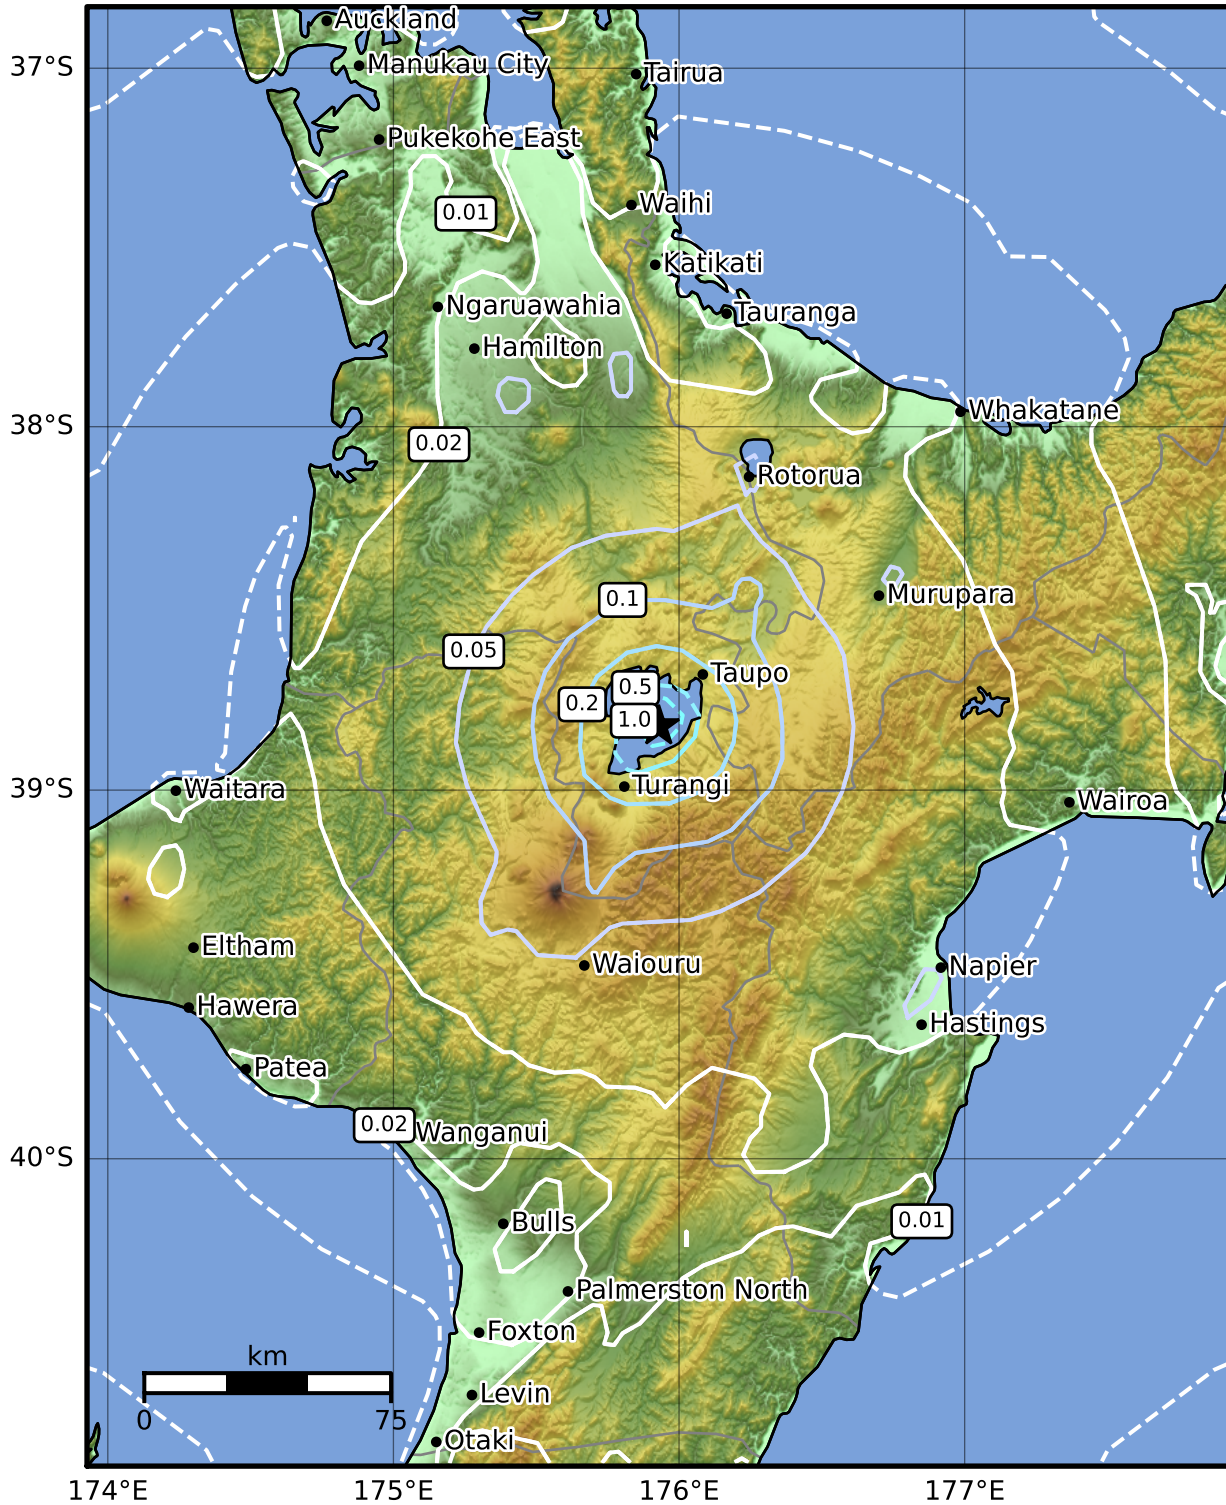 Auckland
37°S
Manukau City
Tairua
Pukekohe East
Waihi
0.01
Katikati
Ngaruawahia
Tauranga
Hamilton
Whakatane
38°S
0.02
Rotorua
Murupara
0.1
0.05
Taupo
0.5
0.2
1.0
Turangi
39°S
Waitara
Wairoa
Eltham
Waiouru
Napier
Hawera
Hastings
Patea
0.02
Wanganui
40°S
Bulls
0.01
Palmerston North
Foxton
km
Levin
0
75
Otaki
174°E
175°E
176°E
177°E